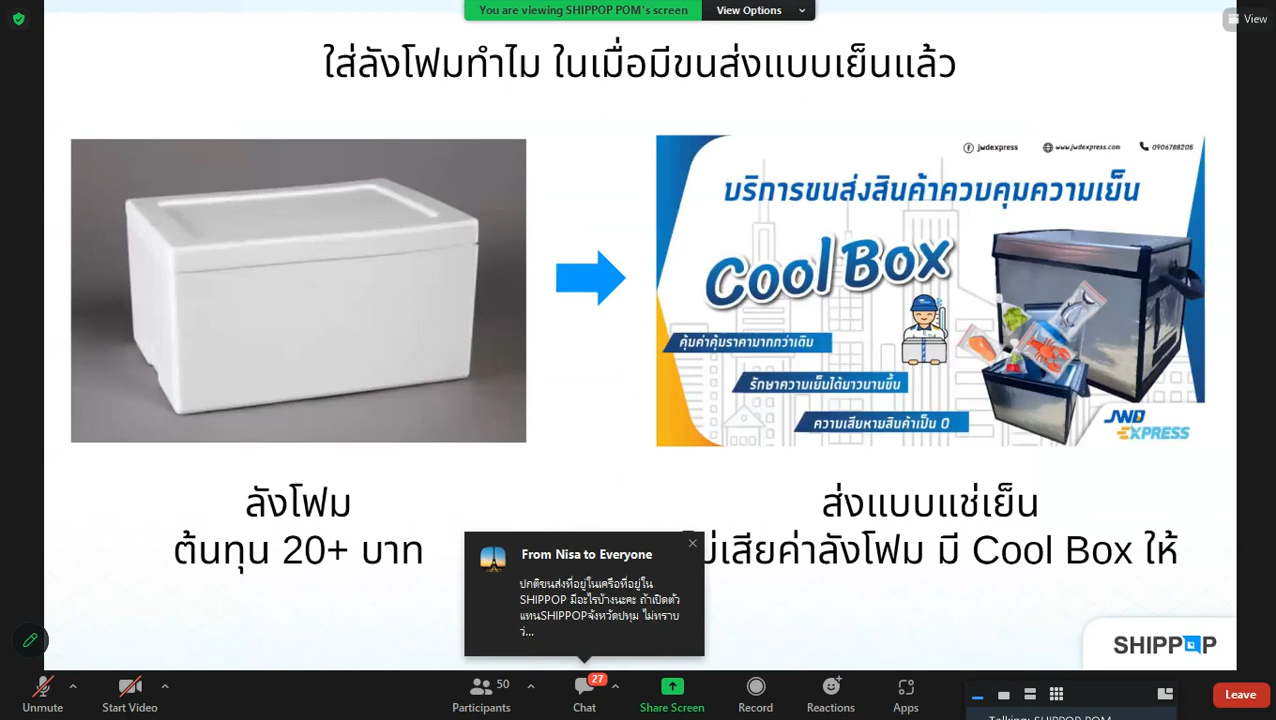 You are viewing SHIPPOP POM's screen
View Options
View
ใส่ลังโฟมทำไม ในเมื่อมีขนส่งแบบเย็นแล้ว
jwdexpress
www.jwdexpress.com
0906788205
บริการขนส่งสินค้าควบคุมความเย็น
Cool Box
คุ้มค่าคุ้มราคามากกว่าเดิม
รักษาความเย็นได้ยาวนานขึ้น
ความเสียหายสินค้าเป็น 0
JWD
EXPRESS
ลังโฟม
ต้นทุน 20+ บาท
ส่งแบบแช่เย็น
ไม่เสียค่าลังโฟม มี Cool Box ให้
From Nisa to Everyone
ปกติขนส่งที่อยู่ในเครือที่อยู่ใน
SHIPPOP มีอะไรบ้างนะคะ ถ้าเปิดตัว
แทนSHIPPOPจังหวัดปทุม ไม่ทราบ
ว่...
SHIPPOP
Unmute
Start Video
50
Participants
27
Chat
Share Screen
Record
Reactions
Apps
Talking: SHIPPOP POM
Leave